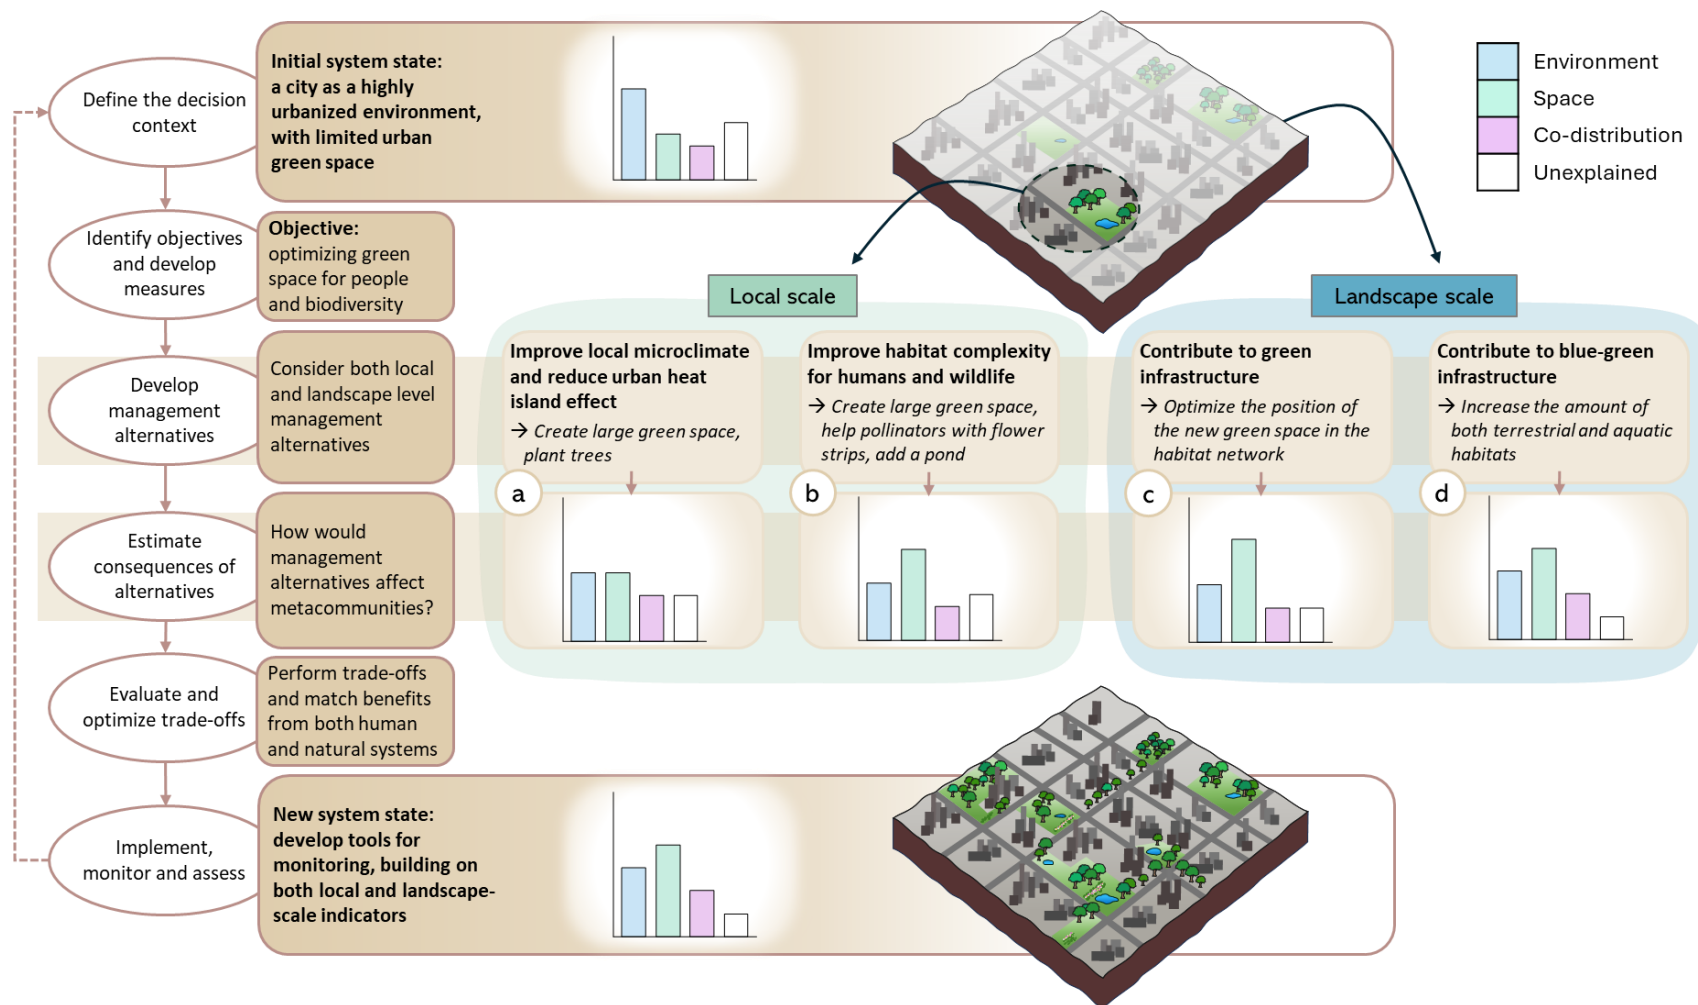 Define the decision
context
Initial system state:
a city as a highly
urbanized environment,
with limited urban
green space
Environment
Space
Co-distribution
Unexplained
Identify objectives
and develop
measures
Objective:
optimizing green
space for people
and biodiversity
Local scale
Landscape scale
Develop
management
alternatives
Consider both local
and landscape level
management
alternatives
Improve local microclimate
and reduce urban heat
island effect
→ Create large green space,
plant trees
Improve habitat complexity
for humans and wildlife
→ Create large green space,
help pollinators with flower
strips, add a pond
Contribute to green
infrastructure
→ Optimize the position of
the new green space in the
habitat network
Contribute to blue-green
infrastructure
→ Increase the amount of
both terrestrial and aquatic
habitats
a
b
c
d
Estimate
consequences of
alternatives
How would
management
alternatives affect
metacommunities?
Evaluate and
optimize trade-offs
Perform trade-offs
and match benefits
from both human
and natural systems
Implement,
monitor and assess
New system state:
develop tools for
monitoring, building on
both local and landscape-
scale indicators